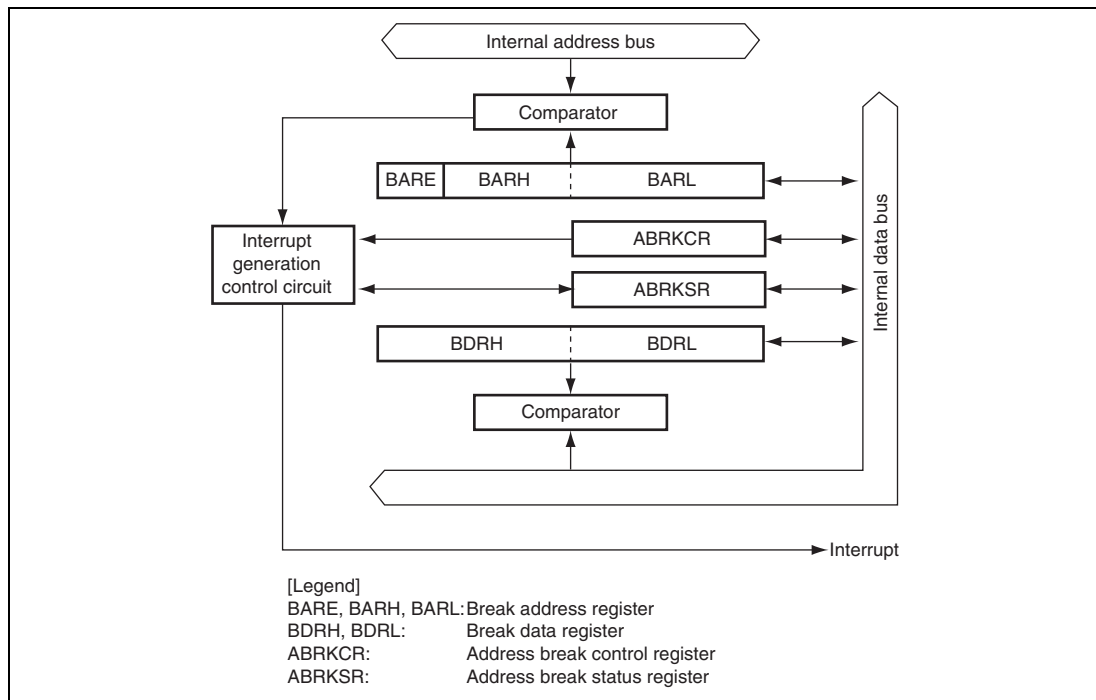 Internal address bus
Comparator
BARE BARH BARL
ABRKCR
Interrupt
generation
control circuit
ABRKSR
BDRH BDRL
Comparator
Internal data bus
Interrupt
[Legend]
BARE, BARH, BARL: Break address register
BDRH, BDRL: Break data register
ABRKCR: Address break control register
ABRKSR: Address break status register